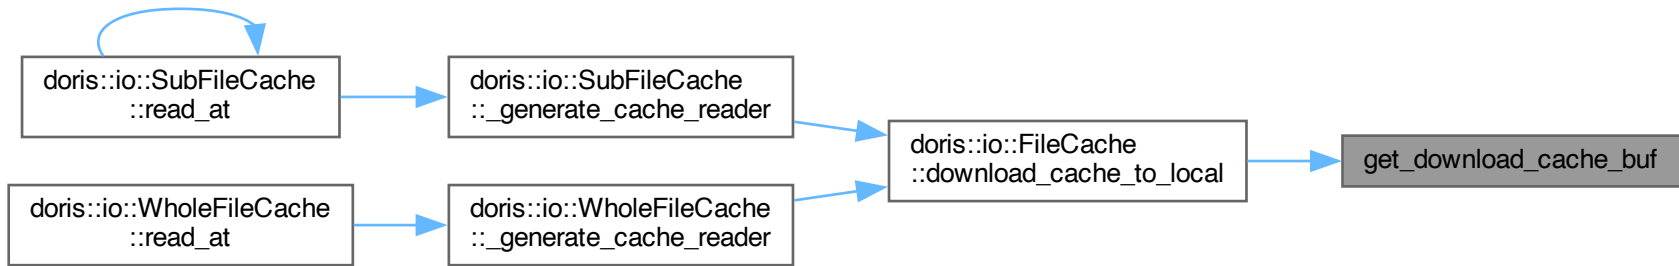 doris::io::SubFileCache
::read_at
doris::io::SubFileCache
::_generate_cache_reader
doris::io::FileCache
::download_cache_to_local
get_download_cache_buf
doris::io::WholeFileCache
::read_at
doris::io::WholeFileCache
::_generate_cache_reader